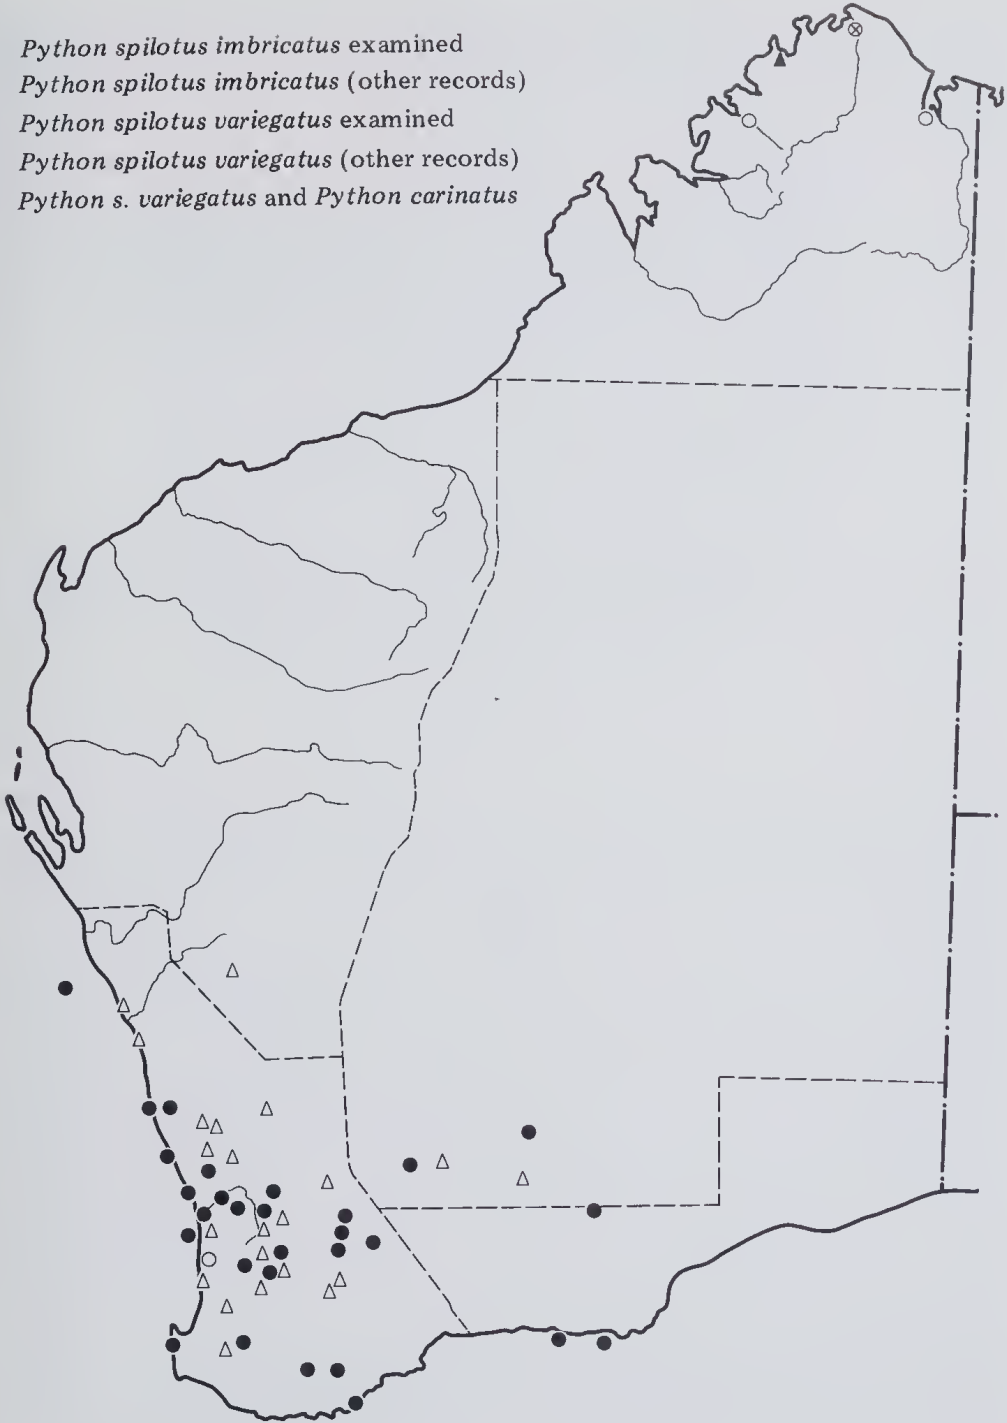 Python spilotus imbricatus examined
Python spilotus imbricatus (other records)
Python spilotus variegatus examined
Python spilotus variegatus (other records)
Python s. variegatus and Python carinatus